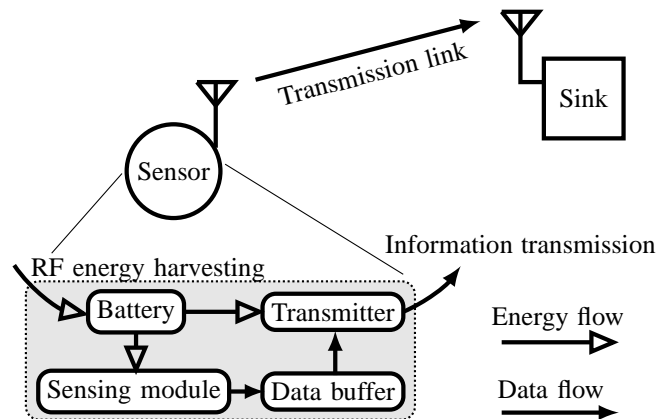 Transmission link
Sink
Sensor
Information transmission
RF energy harvesting
Battery
Transmitter
Energy flow
Sensing module
Data buffer
Data flow